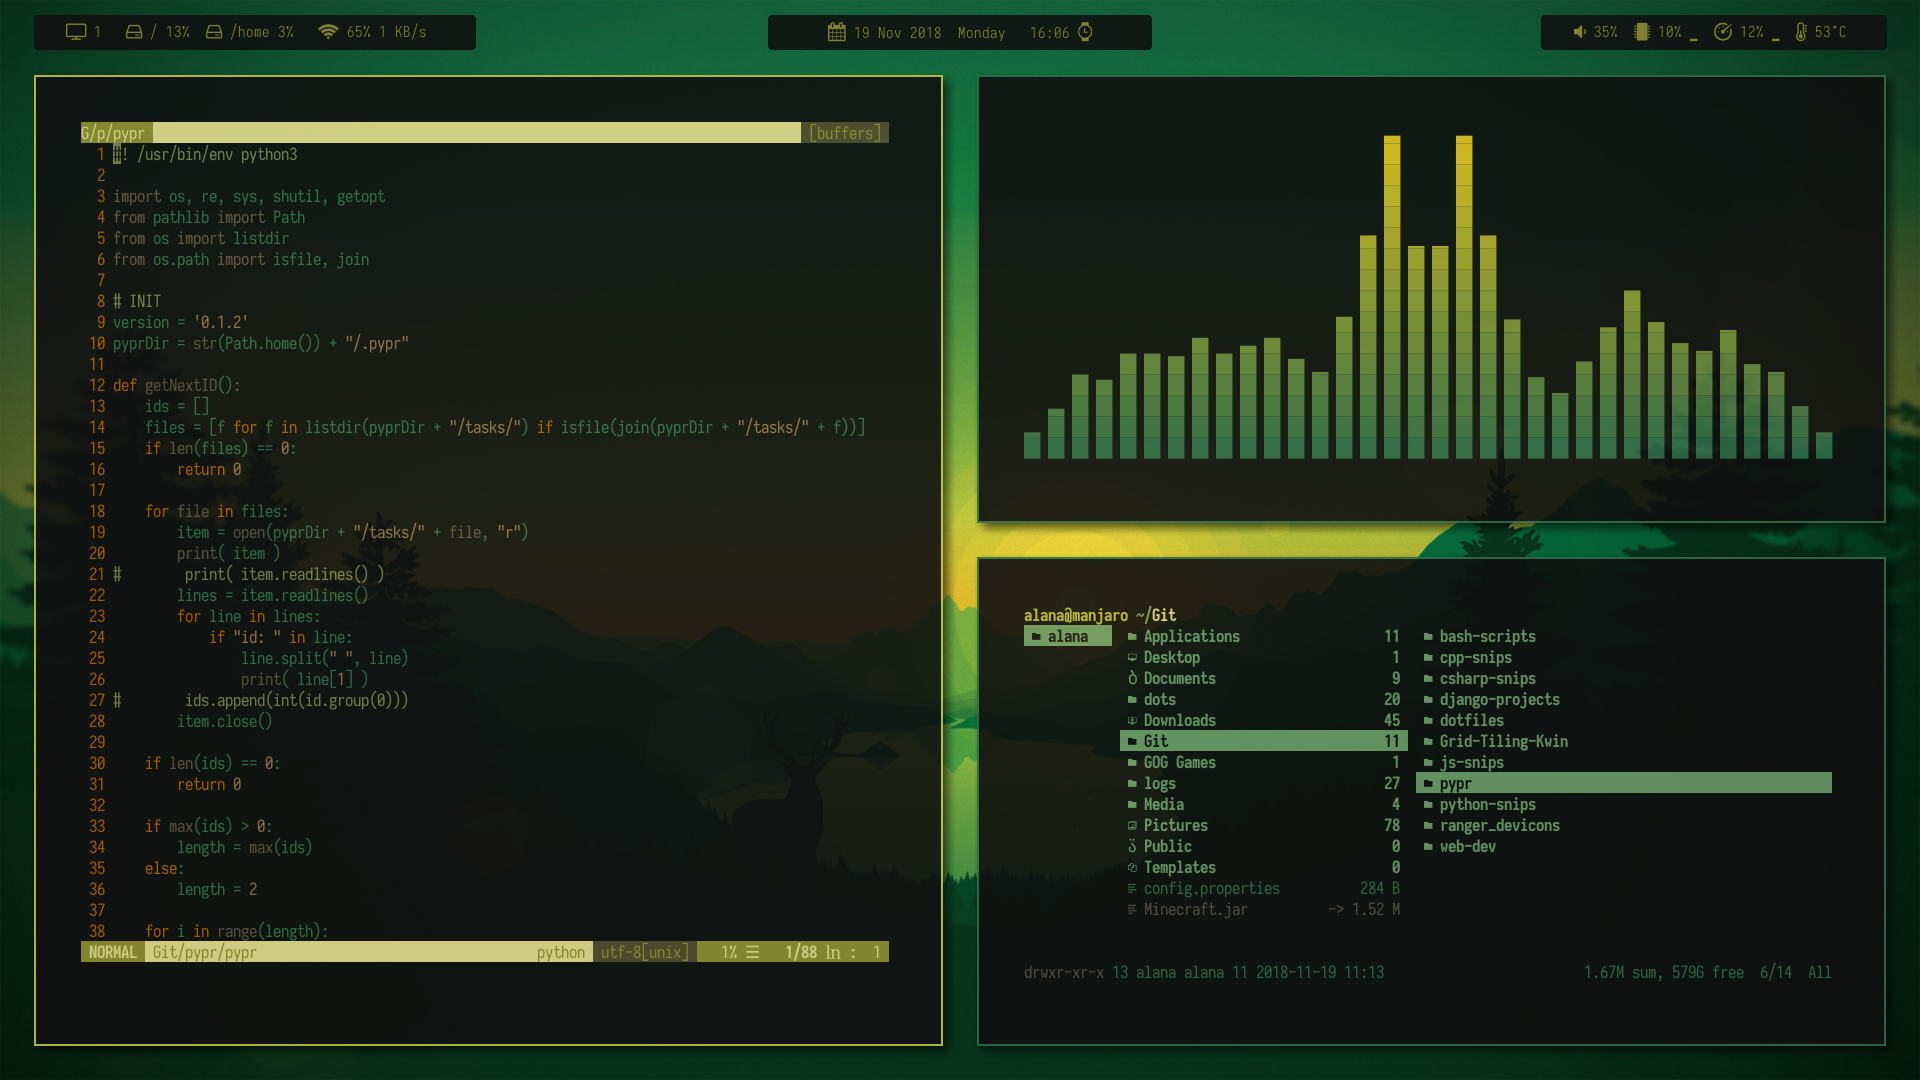 1 / 13% /home 3% 65% 1 KB/s
19 Nov 2018 Monday 16:06
35% 10% _ 12% _ 53°C
G/p/pypr [buffers]
1 #! /usr/bin/env python3
2
3 import os, re, sys, shutil, getopt
4 from pathlib import Path
5 from os import listdir
6 from os.path import isfile, join
7
8 # INIT
9 version = '0.1.2'
10 pyprDir = str(Path.home()) + "/.pypr"
11
12 def getNextID():
13     ids = []
14     files = [f for f in listdir(pyprDir + "/tasks/") if isfile(join(pyprDir + "/tasks/" + f))]
15     if len(files) == 0:
16         return 0
17
18     for file in files:
19         item = open(pyprDir + "/tasks/" + file, "r")
20         print( item )
21 #        print( item.readlines() )
22         lines = item.readlines()
23         for line in lines:
24             if "id: " in line:
25                 line.split(" ", line)
26                 print( line[1] )
27 #        ids.append(int(id.group(0)))
28         item.close()
29
30     if len(ids) == 0:
31         return 0
32
33     if max(ids) > 0:
34         length = max(ids)
35     else:
36         length = 2
37
38     for i in range(length):
NORMAL Git/pypr/pypr python utf-8[unix] 1% ☰ 1/88 ln : 1
alana@manjaro ~/Git
alana Applications 11 bash-scripts
Desktop 1 cpp-snips
Documents 9 csharp-snips
dots 20 django-projects
Downloads 45 dotfiles
Git 11 Grid-Tiling-Kwin
GOG Games 1 js-snips
logs 27 pypr
Media 4 python-snips
Pictures 78 ranger_devicons
Public 0 web-dev
Templates 0
config.properties 284 B
Minecraft.jar -> 1.52 M
drwxr-xr-x 13 alana alana 11 2018-11-19 11:13 1.67M sum, 579G free 6/14 All